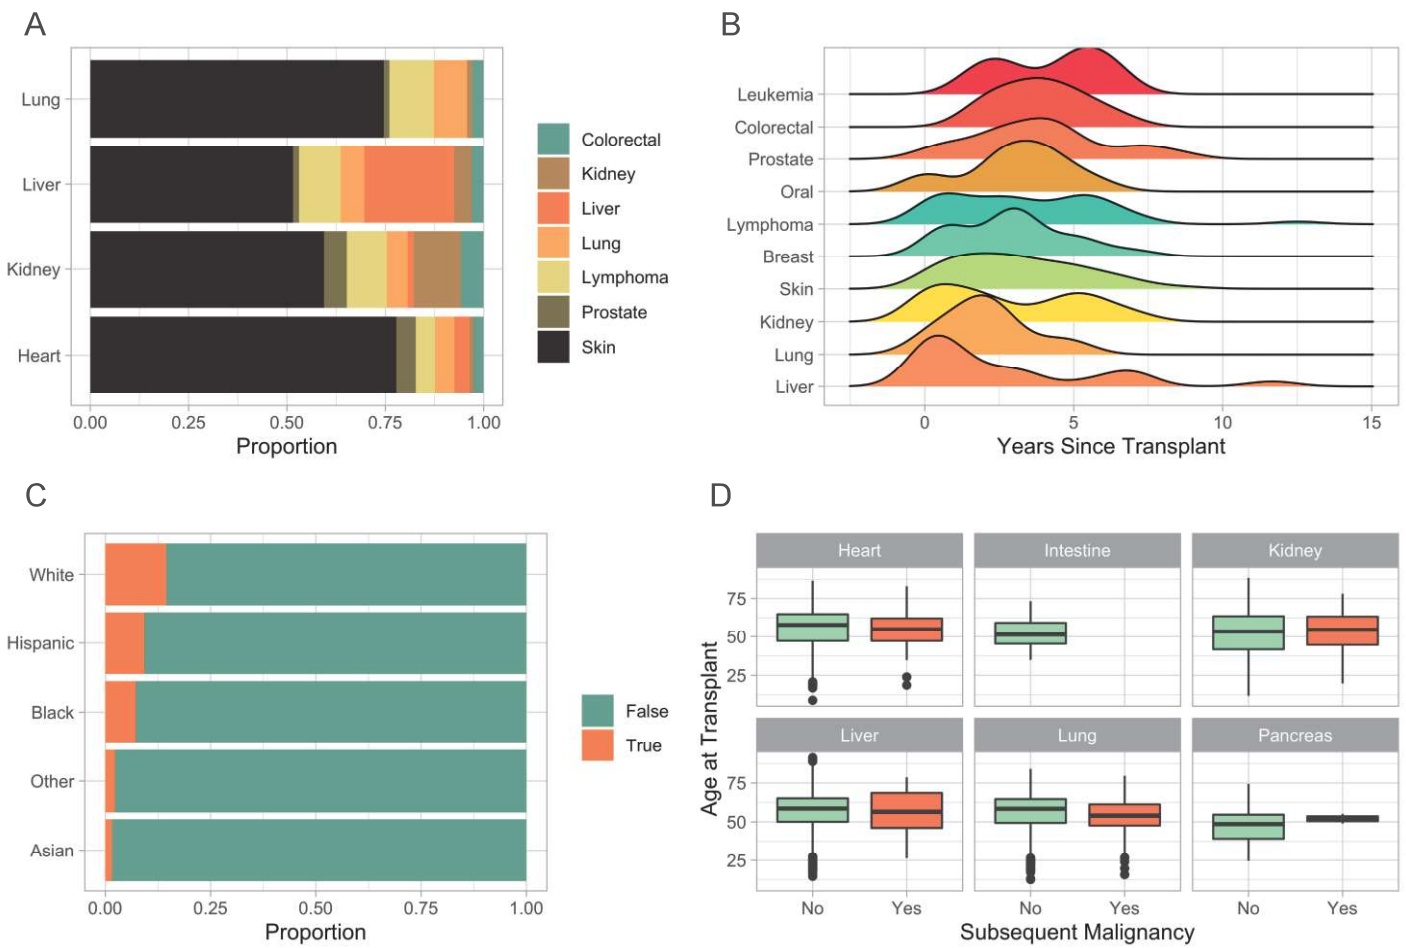 A
Lung
Liver
Kidney
Heart
0.00 0.25 0.50 0.75 1.00
Proportion
Colorectal
Kidney
Liver
Lung
Lymphoma
Prostate
Skin
B
Leukemia
Colorectal
Prostate
Oral
Lymphoma
Breast
Skin
Kidney
Lung
Liver
0 5 10 15
Years Since Transplant
C
White
Hispanic
Black
Other
Asian
0.00 0.25 0.50 0.75 1.00
Proportion
False
True
D
Age at Transplant
Heart Intestine Kidney
75
50
25
Liver Lung Pancreas
75
50
25
No Yes No Yes No Yes
Subsequent Malignancy